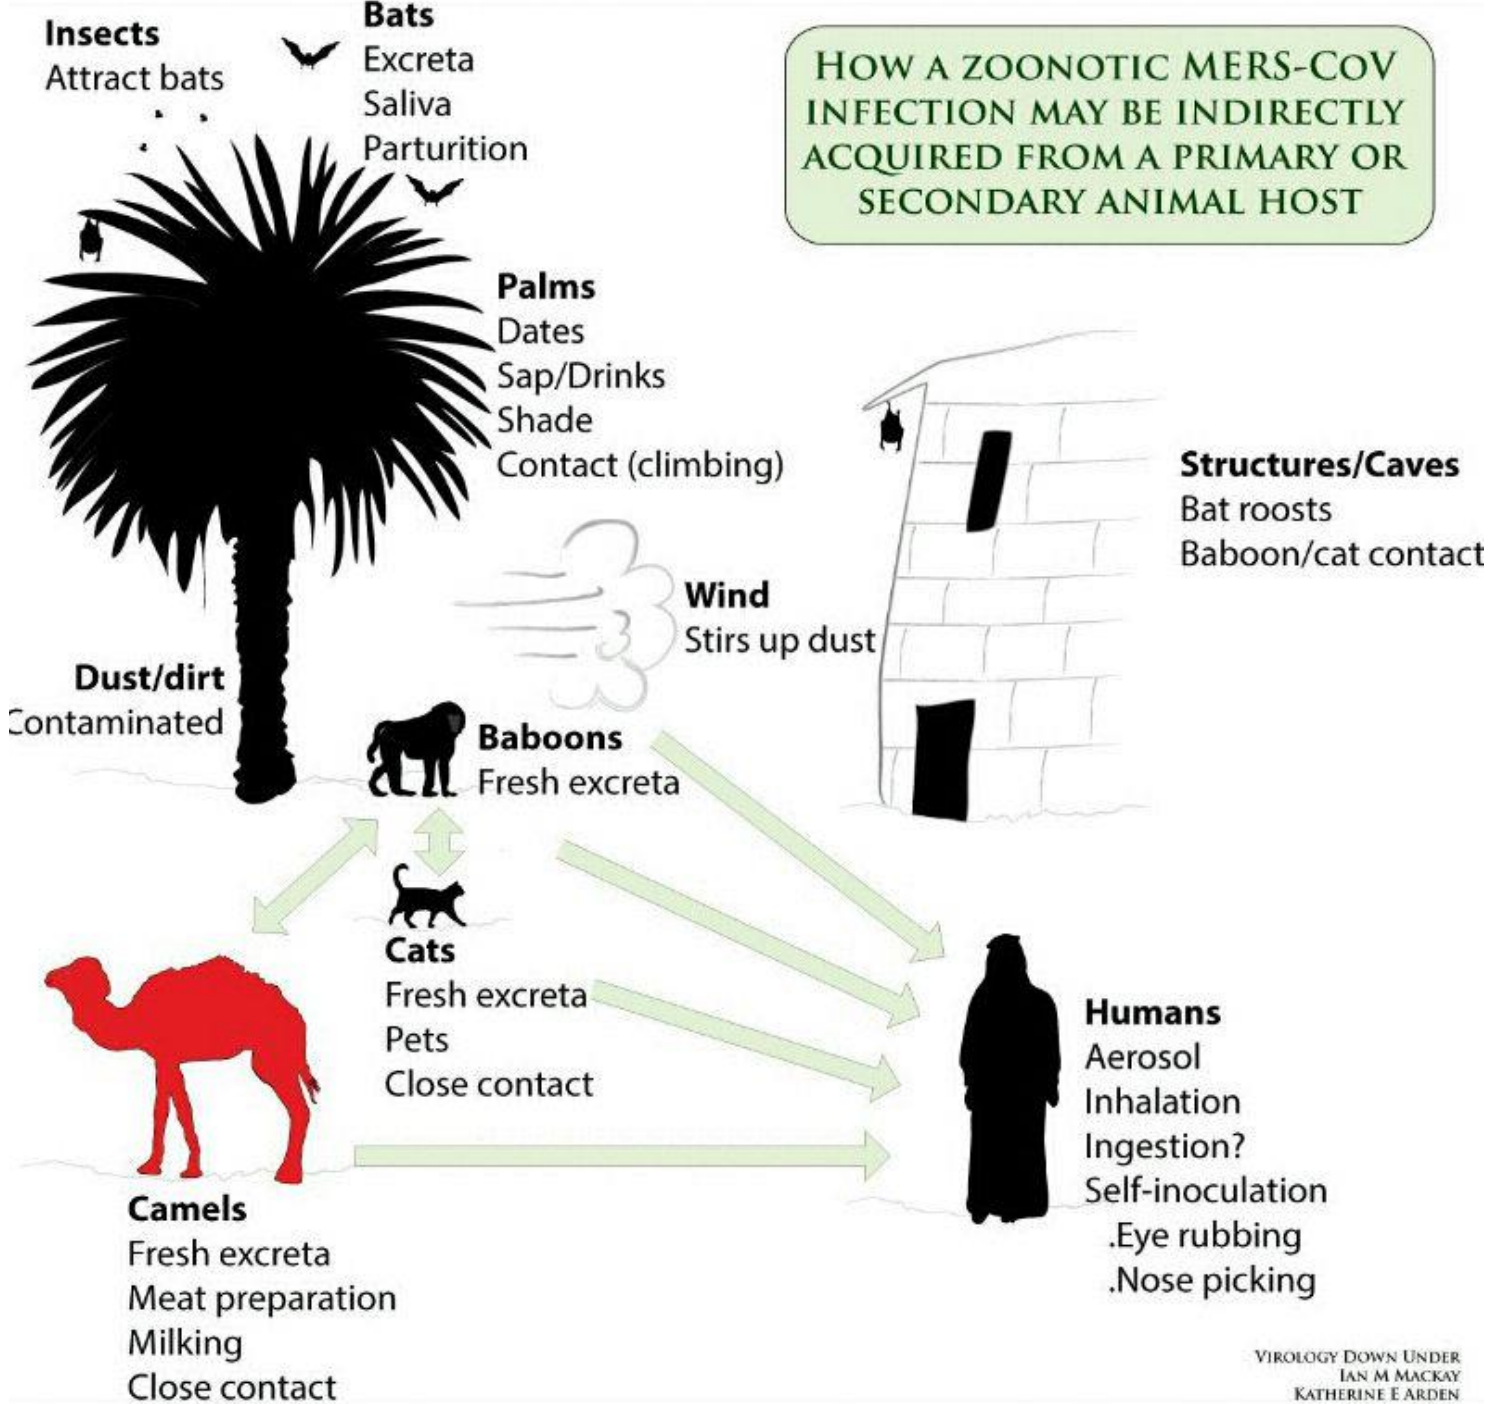 Insects
Attract bats
Bats
Excreta
Saliva
Parturition
HOW A ZOONOTIC MERS-COV
INFECTION MAY BE INDIRECTLY
ACQUIRED FROM A PRIMARY OR
SECONDARY ANIMAL HOST
Palms
Dates
Sap/Drinks
Shade
Contact (climbing)
Structures/Caves
Bat roosts
Baboon/cat contact
Wind
Stirs up dust
Dust/dirt
Contaminated
Baboons
Fresh excreta
Cats
Fresh excreta
Pets
Close contact
Humans
Aerosol
Inhalation
Ingestion?
Self-inoculation
.Eye rubbing
.Nose picking
Camels
Fresh excreta
Meat preparation
Milking
Close contact
VIROLOGY DOWN UNDER
IAN M MACKAY
KATHERINE E ARDEN